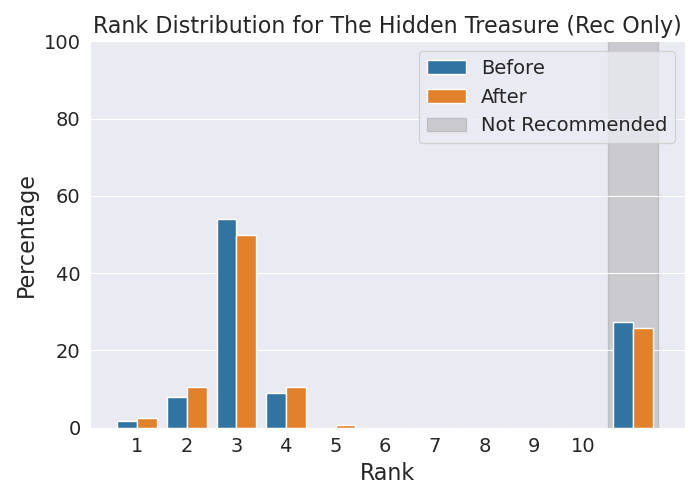 Rank Distribution for The Hidden Treasure (Rec Only)
100
80
60
40
20
0
Percentage
Before
After
Not Recommended
1 2 3 4 5 6 7 8 9 10
Rank